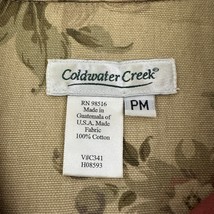 Coldwater Creek®
PM
RN 98516
Made in
Guatemala of
U.S.A. Made
Fabric
100% Cotton
V8C341
H08593